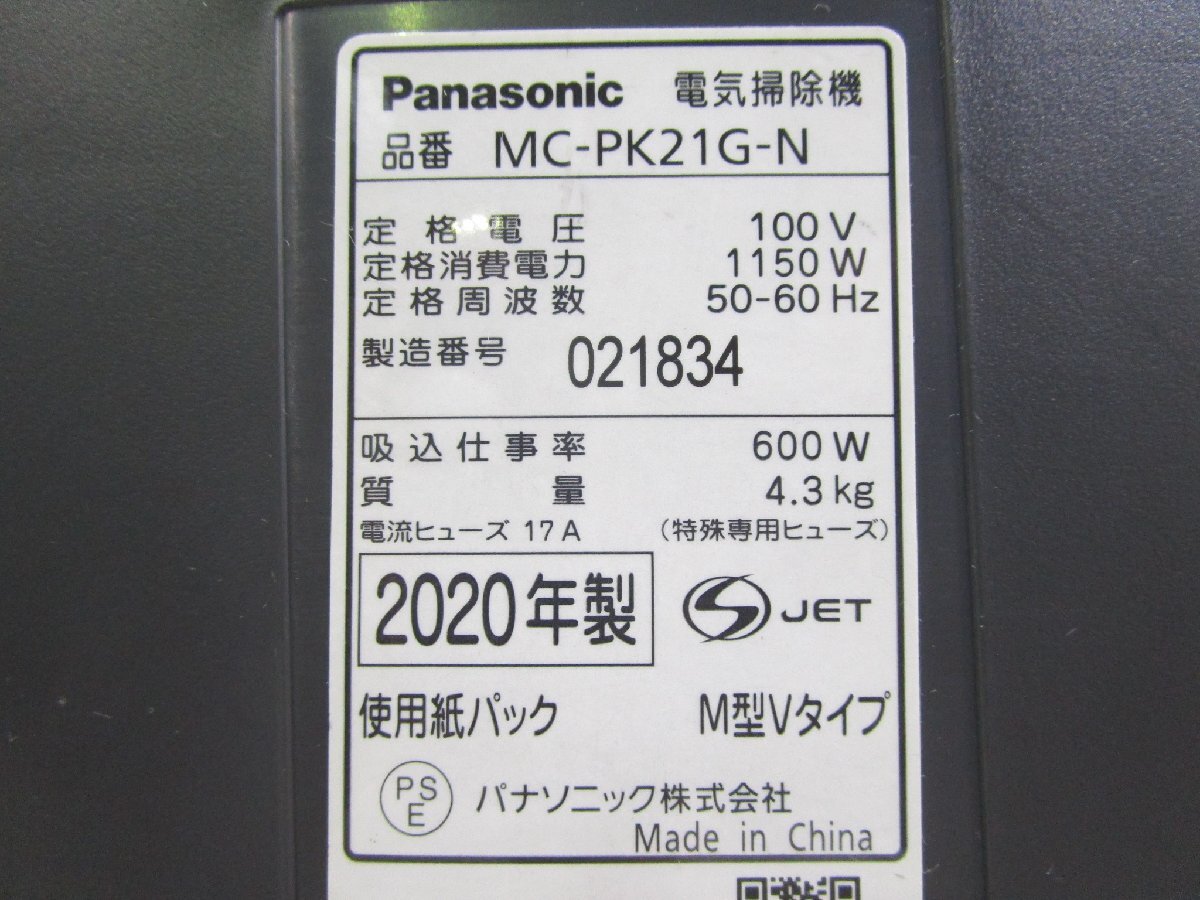 Panasonic 電気掃除機
品番 MC-PK21G-N
定格電圧 100 V
定格消費電力 1150 W
定格周波数 50-60 Hz
製造番号 021834
吸込仕事率 600 W
質量 4.3 kg
電流ヒューズ 17 A (特殊専用ヒューズ)
2020年製 S JET
使用紙パック M型Vタイプ
PSE パナソニック株式会社
Made in China